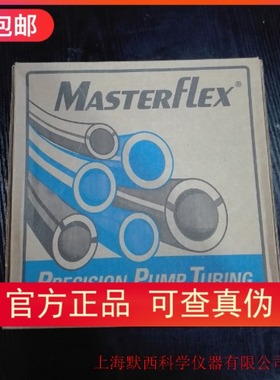 包邮
MASTERFLEX®
PRECISION PUMP TUBING
官方正品 可查真伪
上海默西科学仪器有限公司